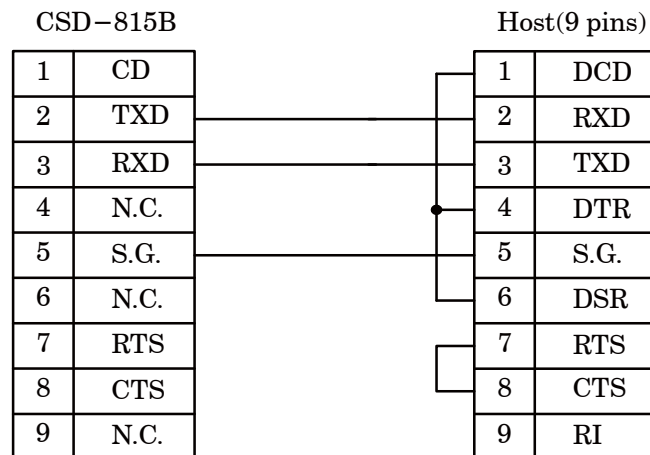 CSD−815B Host(9 pins)
1 CD 1 DCD
2 TXD 2 RXD
3 RXD 3 TXD
4 N.C. 4 DTR
5 S.G. 5 S.G.
6 N.C. 6 DSR
7 RTS 7 RTS
8 CTS 8 CTS
9 N.C. 9 RI